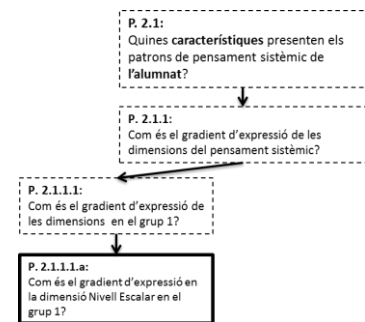 P. 2.1:
Quines característiques presenten els
patrons de pensament sistèmic de
l'alumnat?
P. 2.1.1:
Com és el gradient d'expressió de les
dimensions del pensament sistèmic?
P. 2.1.1.1:
Com és el gradient d'expressió de
les dimensions en el grup 1?
P. 2.1.1.1.a:
Com és el gradient d'expressió en
la dimensió Nivell Escalar en el
grup 1?